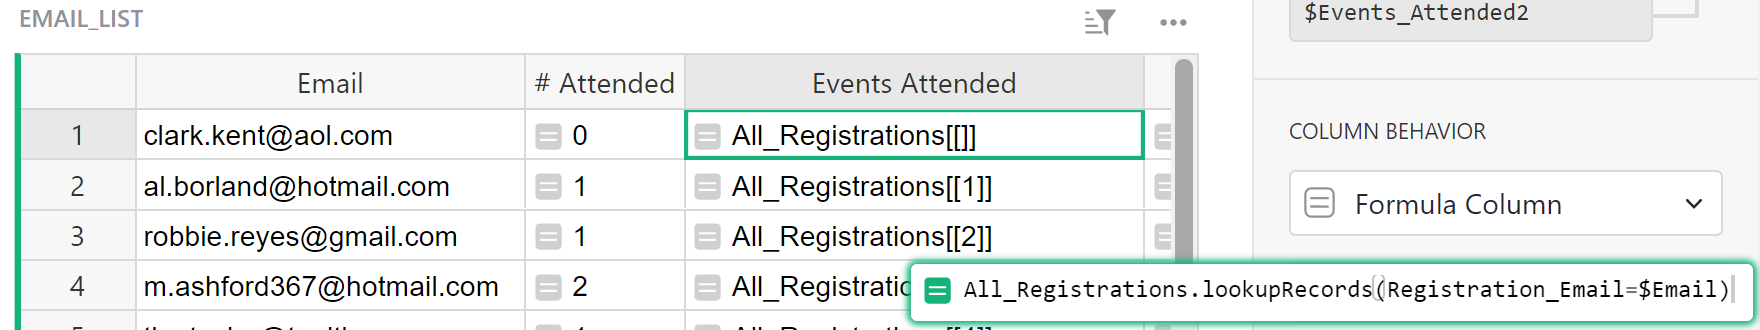 EMAIL_LIST
$Events_Attended2
Email # Attended Events Attended
COLUMN BEHAVIOR
1 clark.kent@aol.com 0 All_Registrations[[]]
2 al.borland@hotmail.com 1 All_Registrations[[1]]
Formula Column
3 robbie.reyes@gmail.com 1 All_Registrations[[2]]
4 m.ashford367@hotmail.com 2
All_Registrations.lookupRecords(Registration_Email=$Email)